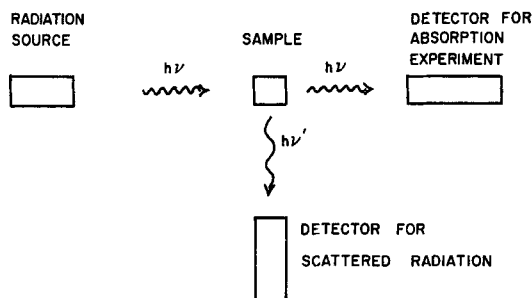 RADIATION
SOURCE
SAMPLE
DETECTOR FOR
ABSORPTION
EXPERIMENT
hν
hν
hν'
DETECTOR FOR
SCATTERED RADIATION